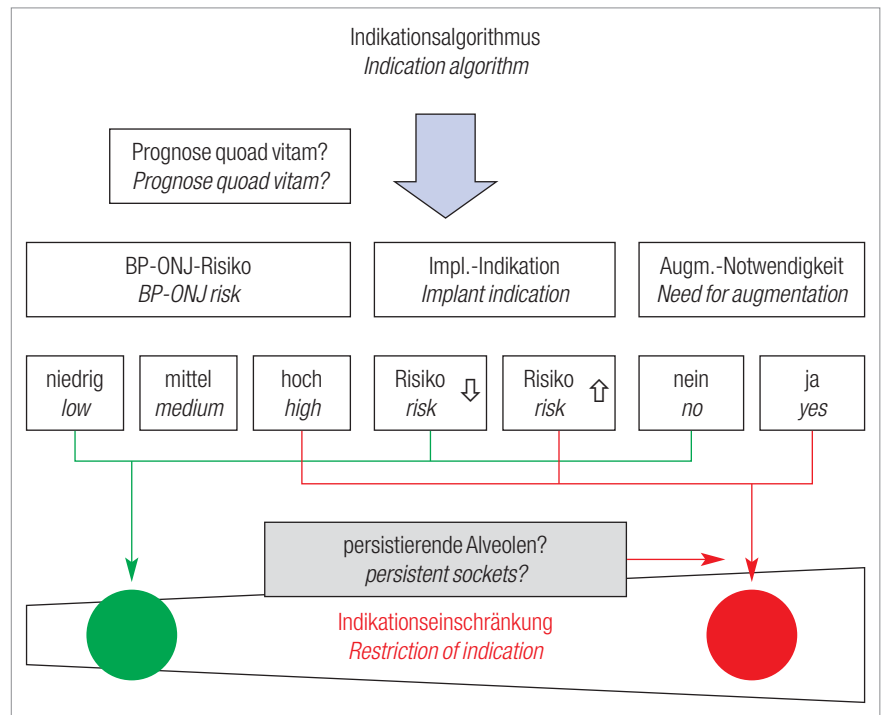 Indikationsalgorithmus
Indication algorithm
Prognose quoad vitam?
Prognose quoad vitam?
BP-ONJ-Risiko
BP-ONJ risk
Impl.-Indikation
Implant indication
Augm.-Notwendigkeit
Need for augmentation
niedrig
low
mittel
medium
hoch
high
Risiko
risk
Risiko
risk
nein
no
ja
yes
persistierende Alveolen?
persistent sockets?
Indikationseinschränkung
Restriction of indication